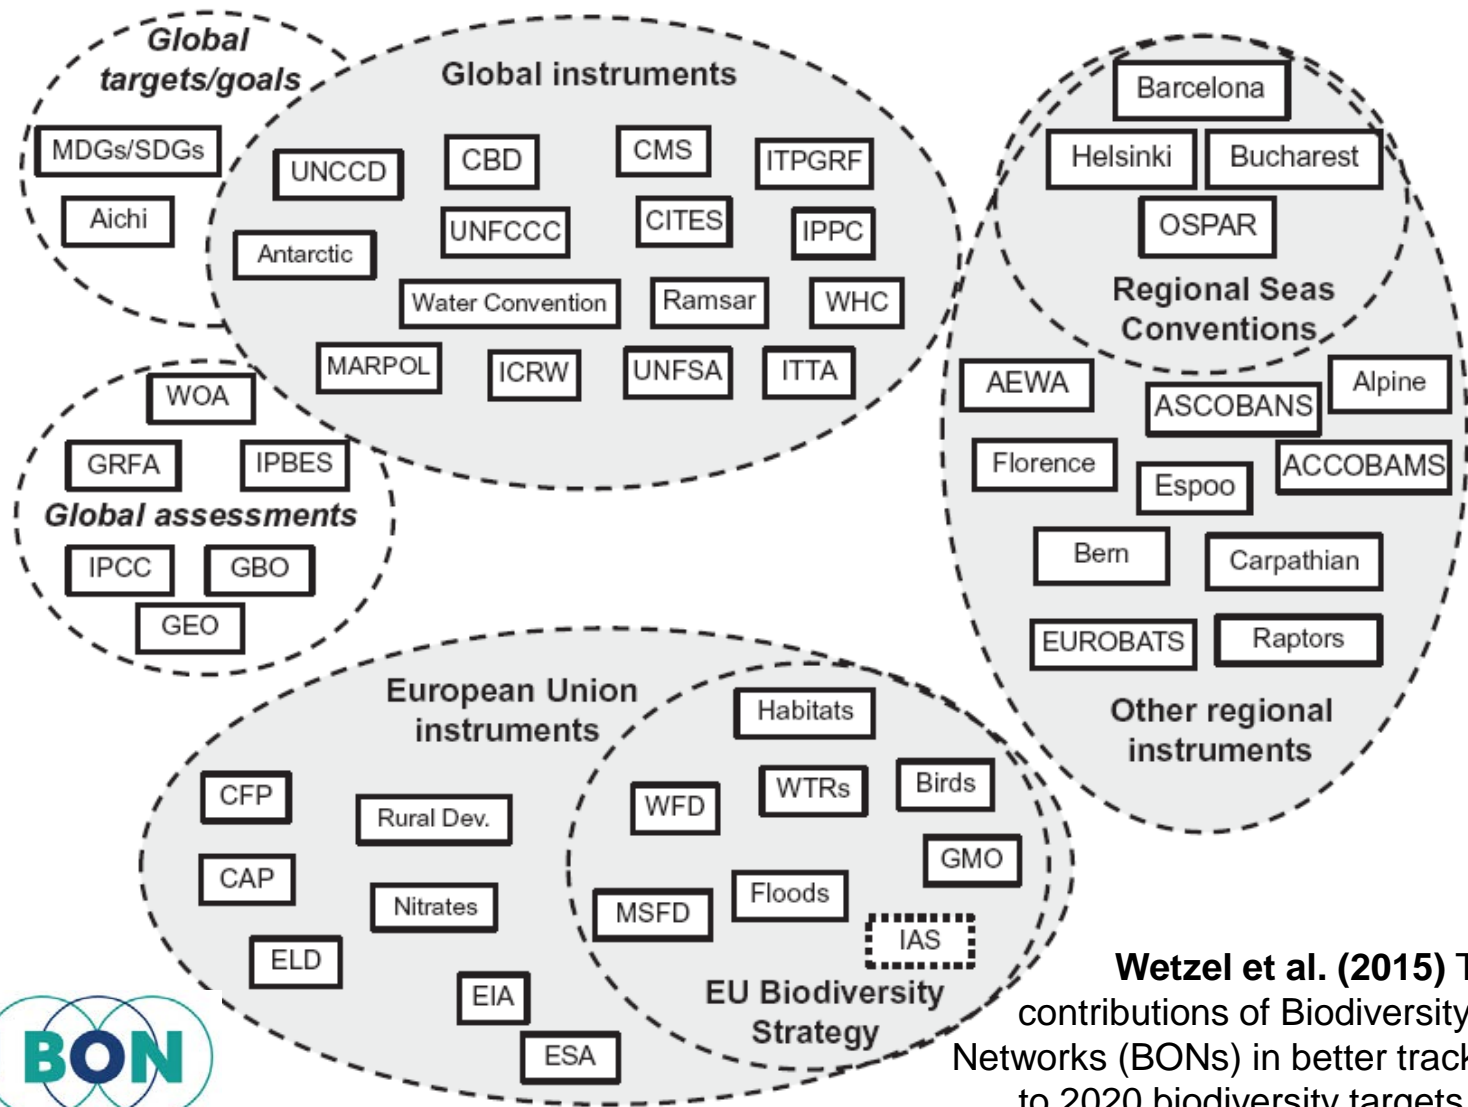 Global
targets/goals
MDGs/SDGs
Aichi
Global instruments
UNCCD
CBD
CMS
ITPGRF
UNFCCC
CITES
IPPC
Antarctic
Water Convention
Ramsar
WHC
MARPOL
ICRW
UNFSA
ITTA
Barcelona
Helsinki
Bucharest
OSPAR
Regional Seas
Conventions
AEWA
ASCOBANS
Alpine
Florence
Espoo
ACCOBAMS
Bern
Carpathian
EUROBATS
Raptors
Other regional
instruments
WOA
GRFA
IPBES
Global assessments
IPCC
GBO
GEO
European Union
instruments
CFP
Rural Dev.
CAP
Nitrates
ELD
EIA
ESA
Habitats
WFD
WTRs
Birds
GMO
MSFD
Floods
IAS
EU Biodiversity
Strategy
BON
Wetzel et al. (2015) T
contributions of Biodiversity
Networks (BONs) in better track
to 2020 biodiversity targets